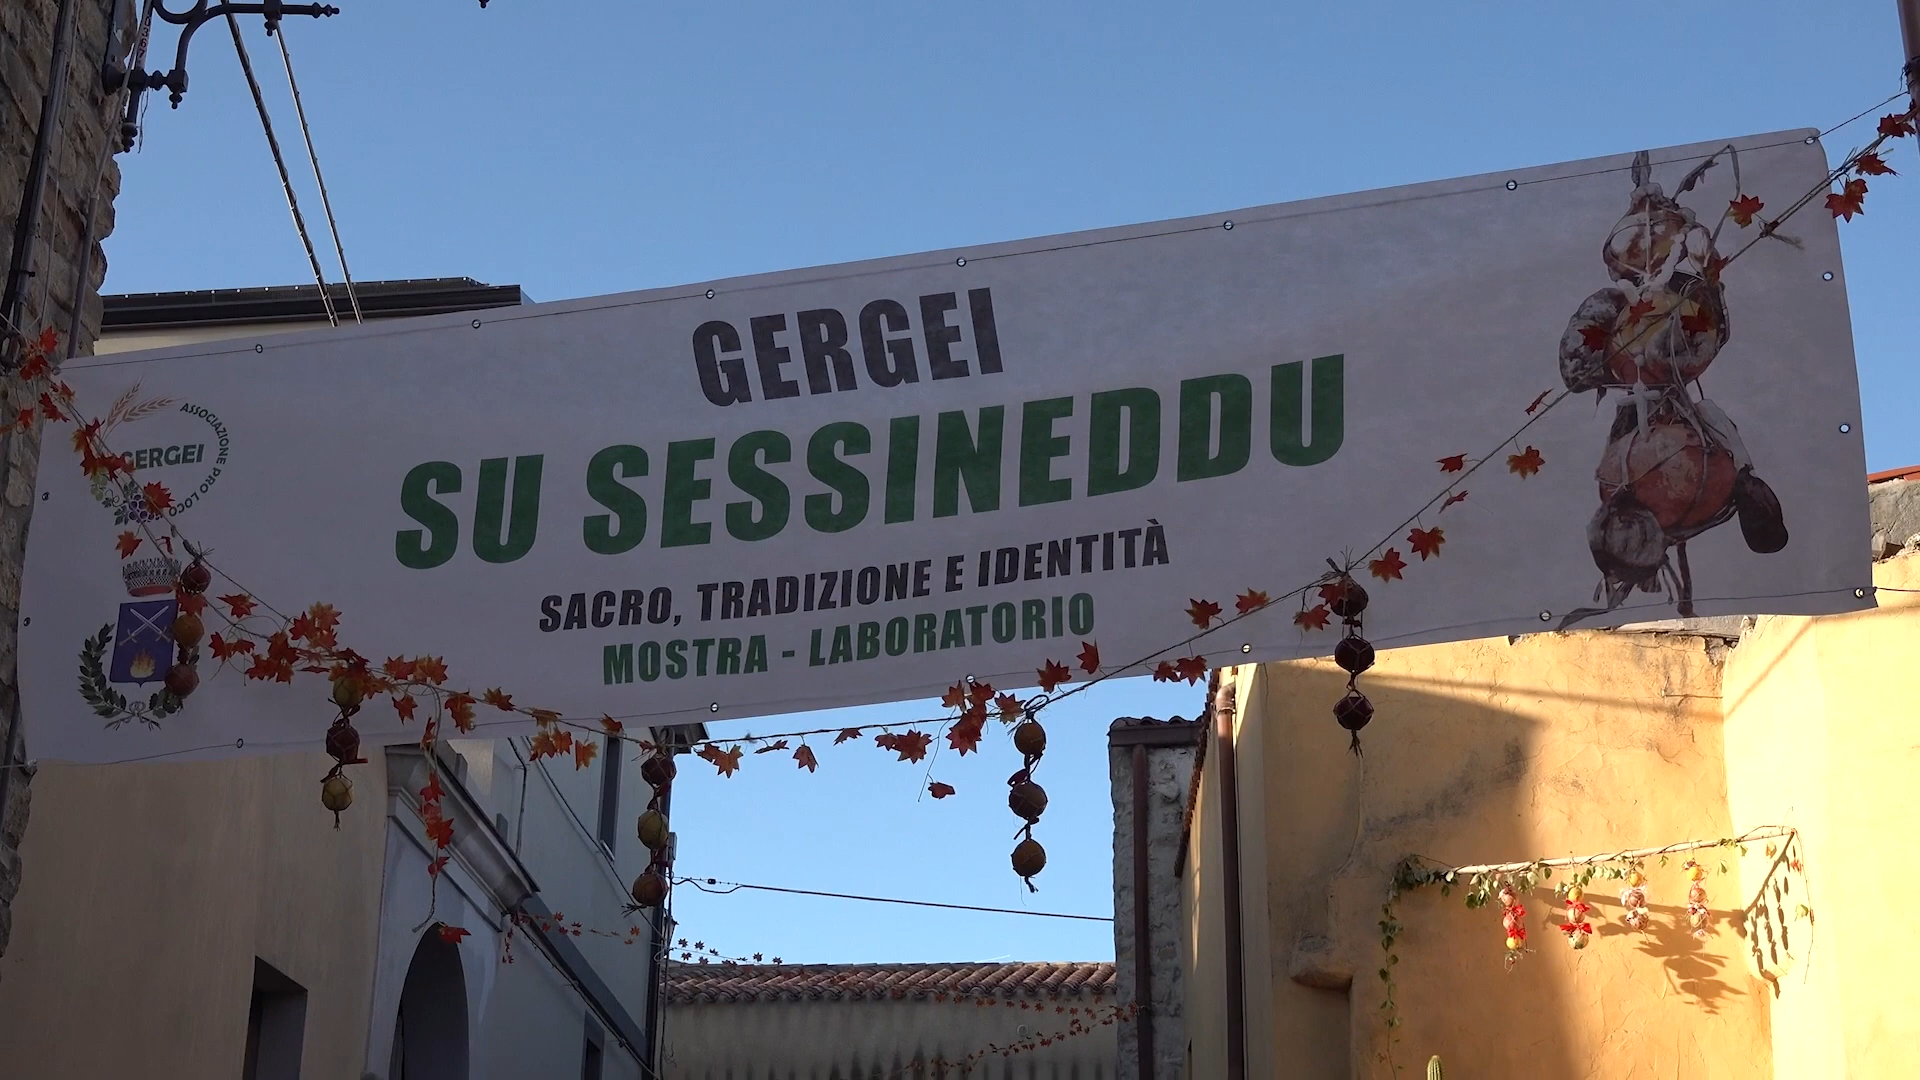 GERGEI
SU SESSINEDDU
SACRO, TRADIZIONE E IDENTITÀ
MOSTRA - LABORATORIO
ASSOCIAZIONE PRO LOCO
GERGEI